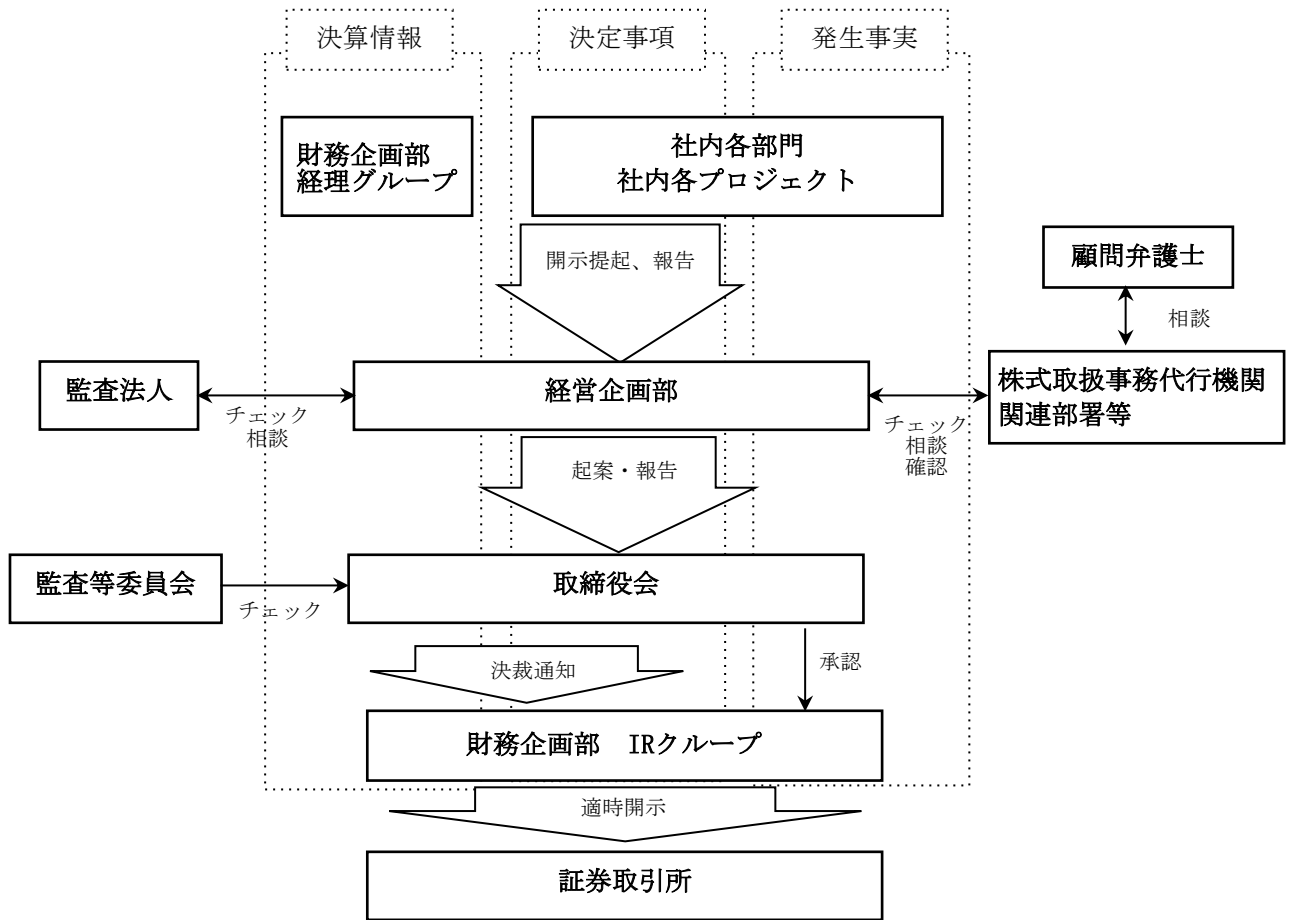 決算情報
決定事項
発生事実
財務企画部
経理グループ
社内各部門
社内各プロジェクト
開示提起、報告
顧問弁護士
相談
監査法人
チェック
相談
経営企画部
チェック
相談
確認
株式取扱事務代行機関
関連部署等
起案・報告
監査等委員会
チェック
取締役会
決裁通知
承認
財務企画部　IRクループ
適時開示
証券取引所